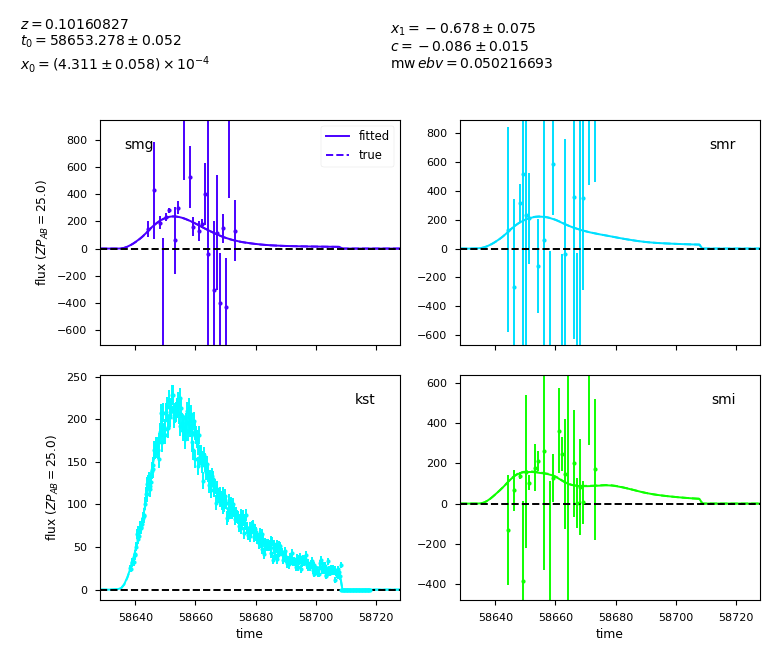 z = 0.10160827
t0 = 58653.278 ± 0.052
x0 = (4.311 ± 0.058) × 10^−4
x1 = −0.678 ± 0.075
c = −0.086 ± 0.015
mw ebv = 0.050216693
smg
fitted
true
800
600
400
200
0
−200
−400
−600
flux (ZP_AB = 25.0)
smr
800
600
400
200
0
−200
−400
−600
kst
250
200
150
100
50
0
flux (ZP_AB = 25.0)
58640 58660 58680 58700 58720
time
smi
600
400
200
0
−200
−400
58640 58660 58680 58700 58720
time